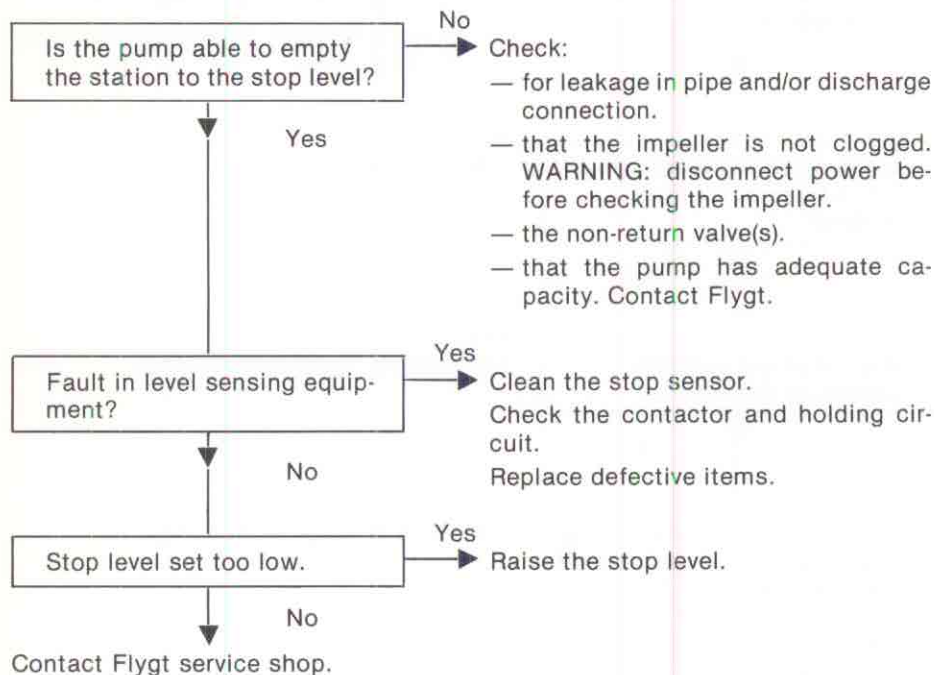 Is the pump able to empty
the station to the stop level?
No
Check:
— for leakage in pipe and/or discharge
connection.
— that the impeller is not clogged.
WARNING: disconnect power be-
fore checking the impeller.
— the non-return valve(s).
— that the pump has adequate ca-
pacity. Contact Flygt.
Yes
Fault in level sensing equip-
ment?
Yes
Clean the stop sensor.
Check the contactor and holding cir-
cuit.
Replace defective items.
No
Stop level set too low.
Yes
Raise the stop level.
No
Contact Flygt service shop.